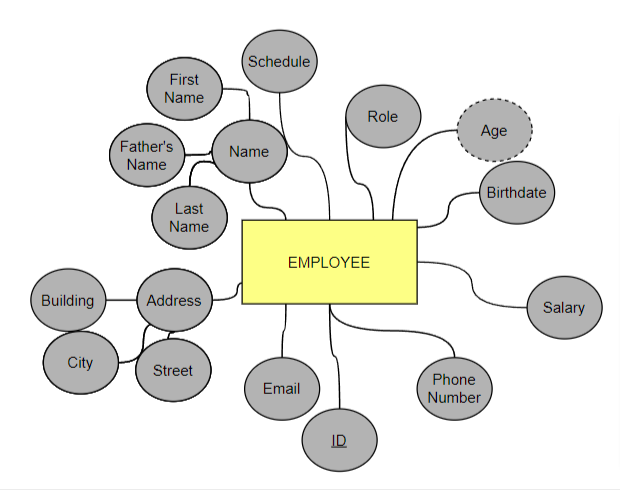 Schedule
First
Name
Role
Age
Father's
Name
Name
Birthdate
Last
Name
EMPLOYEE
Building
Address
Salary
City
Street
Email
Phone
Number
ID